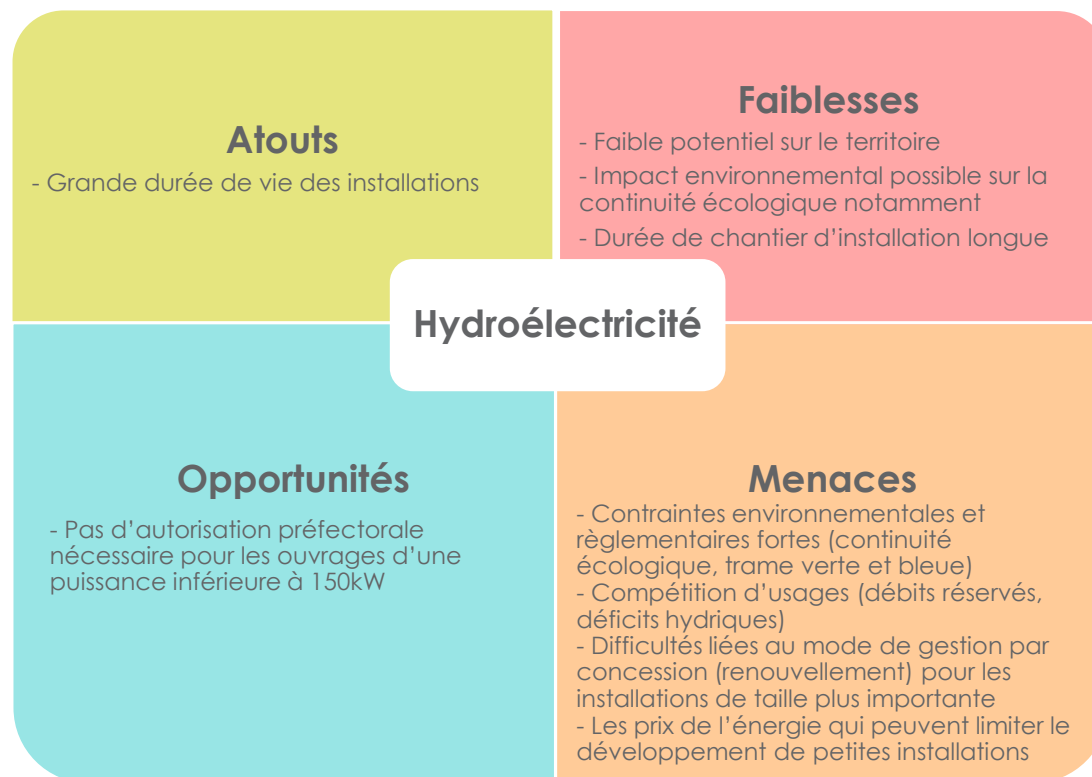 Atouts
- Grande durée de vie des installations
Faiblesses
- Faible potentiel sur le territoire
- Impact environnemental possible sur la
continuité écologique notamment
- Durée de chantier d'installation longue
Hydroélectricité
Opportunités
- Pas d'autorisation préfectorale
nécessaire pour les ouvrages d'une
puissance inférieure à 150kW
Menaces
- Contraintes environnementales et
règlementaires fortes (continuité
écologique, trame verte et bleue)
- Compétition d'usages (débits réservés,
déficits hydriques)
- Difficultés liées au mode de gestion par
concession (renouvellement) pour les
installations de taille plus importante
- Les prix de l'énergie qui peuvent limiter le
développement de petites installations